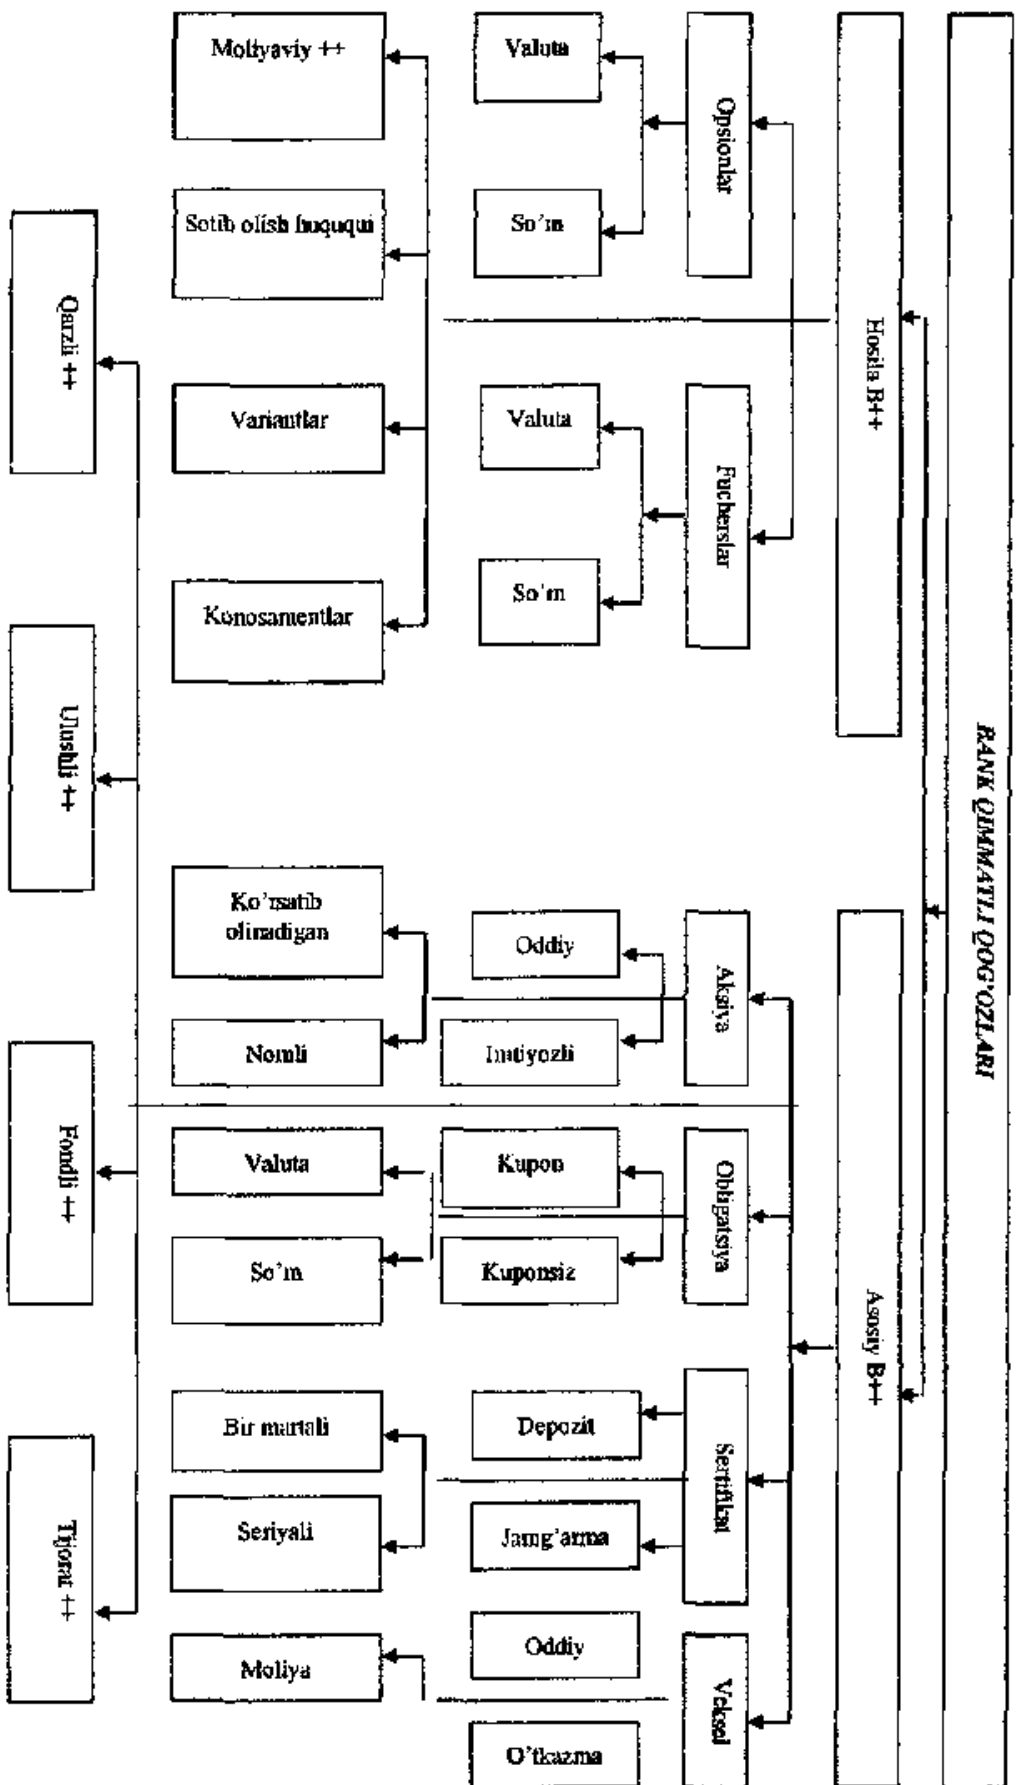 BANK QIMMATLI QOG'OZLARI
Hosila B++
Asosiy B++
Opsionlar
Fucherslar
Aksiya
Obligatsiya
Sertifikat
Veksel
Valuta
So'm
Valuta
So'm
Oddiy
Imtiyozli
Kupon
Kuponsiz
Depozit
Jamg'arma
Oddiy
O'tkazma
Moliyaviy ++
Sotib olish huququi
Variantlar
Konosamentlar
Ko'rsatib
olinadigan
Nomli
Valuta
So'm
Bir martali
Seriyali
Moliya
Qarzli ++
Ulushli ++
Fondli ++
Tijorat ++